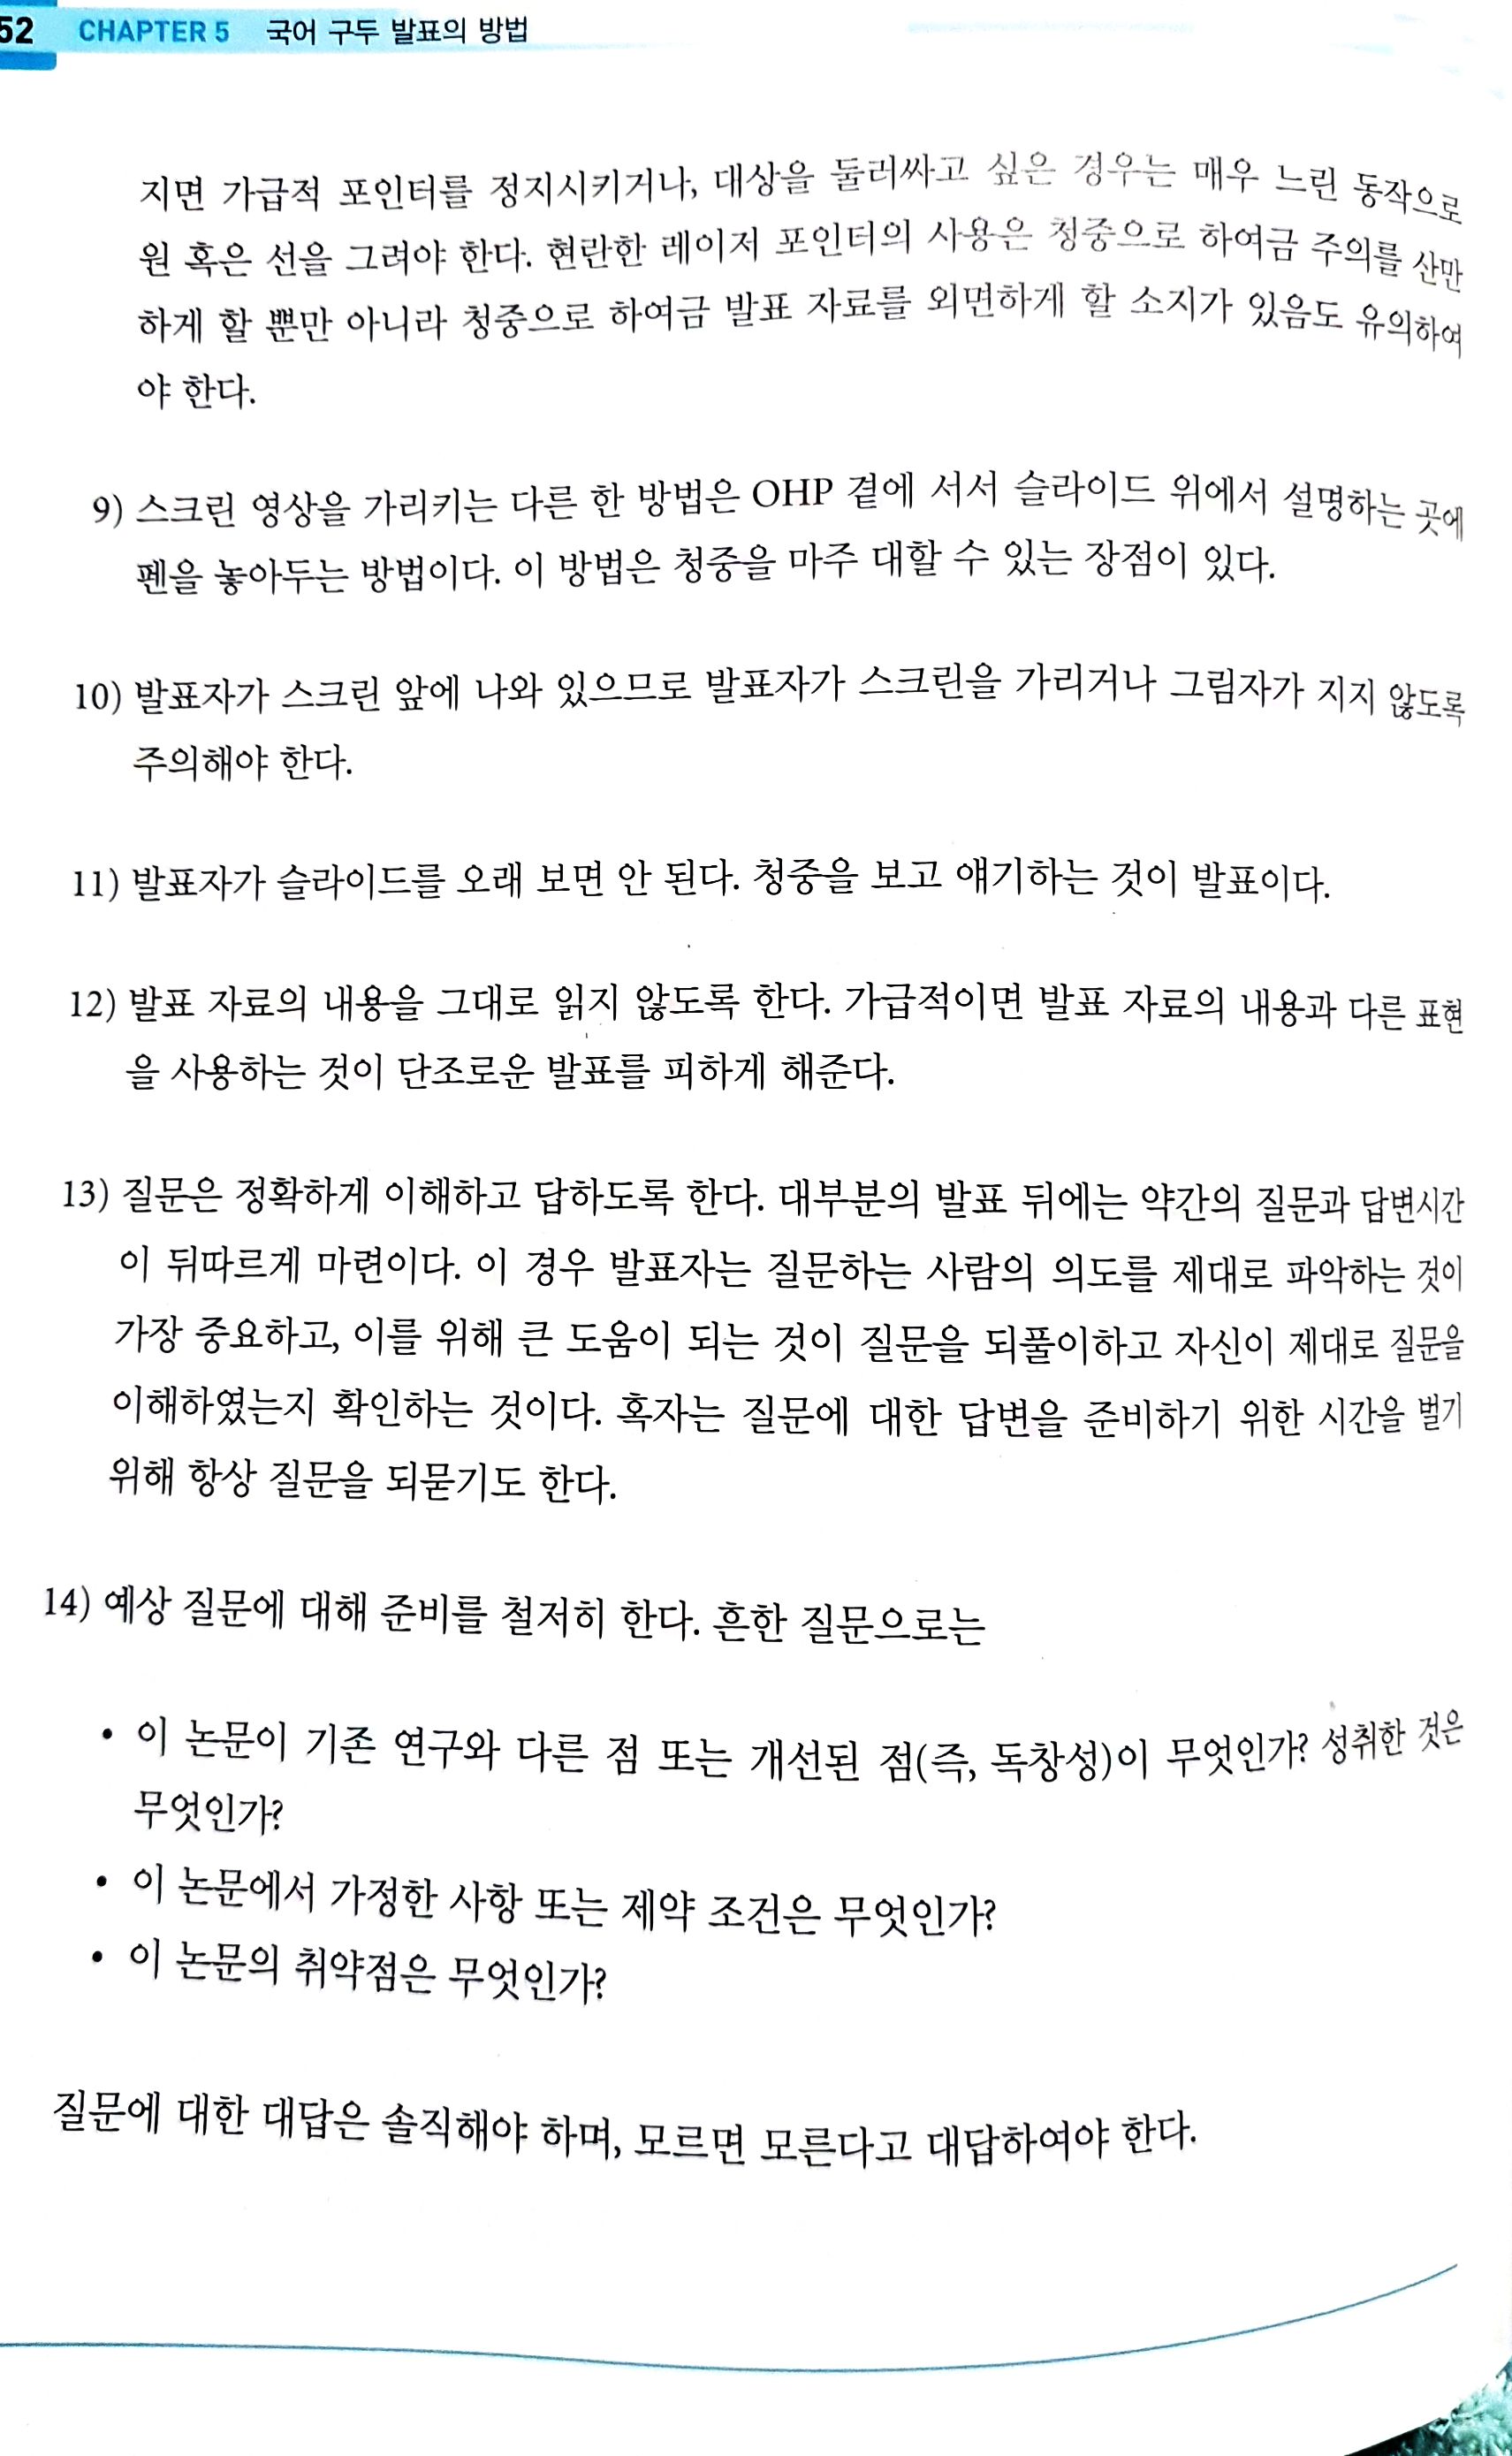 52 CHAPTER 5 국어 구두 발표의 방법
지면 가급적 포인터를 정지시키거나, 대상을 둘러싸고 싶은 경우는 매우 느린 동작으로
원 혹은 선을 그려야 한다. 현란한 레이저 포인터의 사용은 청중으로 하여금 주의를 산만
하게 할 뿐만 아니라 청중으로 하여금 발표 자료를 외면하게 할 소지가 있음도 유의하여
야 한다.
9) 스크린 영상을 가리키는 다른 한 방법은 OHP 곁에 서서 슬라이드 위에서 설명하는 곳에
펜을 놓아두는 방법이다. 이 방법은 청중을 마주 대할 수 있는 장점이 있다.
10) 발표자가 스크린 앞에 나와 있으므로 발표자가 스크린을 가리거나 그림자가 지지 않도록
주의해야 한다.
11) 발표자가 슬라이드를 오래 보면 안 된다. 청중을 보고 얘기하는 것이 발표이다.
12) 발표 자료의 내용을 그대로 읽지 않도록 한다. 가급적이면 발표 자료의 내용과 다른 표현
을 사용하는 것이 단조로운 발표를 피하게 해준다.
13) 질문은 정확하게 이해하고 답하도록 한다. 대부분의 발표 뒤에는 약간의 질문과 답변시간
이 뒤따르게 마련이다. 이 경우 발표자는 질문하는 사람의 의도를 제대로 파악하는 것이
가장 중요하고, 이를 위해 큰 도움이 되는 것이 질문을 되풀이하고 자신이 제대로 질문을
이해하였는지 확인하는 것이다. 혹자는 질문에 대한 답변을 준비하기 위한 시간을 벌기
위해 항상 질문을 되묻기도 한다.
14) 예상 질문에 대해 준비를 철저히 한다. 흔한 질문으로는
• 이 논문이 기존 연구와 다른 점 또는 개선된 점(즉, 독창성)이 무엇인가? 성취한 것은
무엇인가?
• 이 논문에서 가정한 사항 또는 제약 조건은 무엇인가?
• 이 논문의 취약점은 무엇인가?
질문에 대한 대답은 솔직해야 하며, 모르면 모른다고 대답하여야 한다.